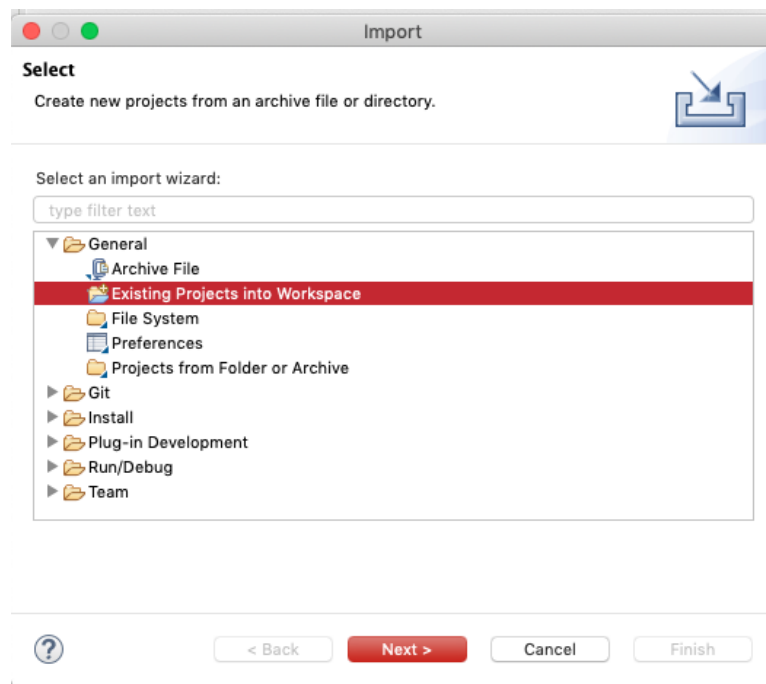 Import
Select
Create new projects from an archive file or directory.
Select an import wizard:
type filter text
General
Archive File
Existing Projects into Workspace
File System
Preferences
Projects from Folder or Archive
Git
Install
Plug-in Development
Run/Debug
Team
? < Back Next > Cancel Finish